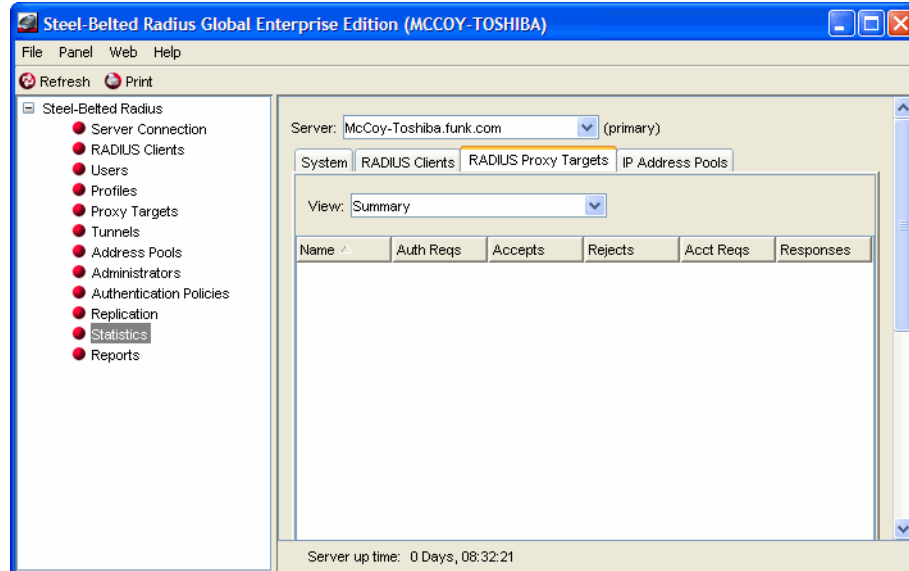 Steel-Belted Radius Global Enterprise Edition (MCCOY-TOSHIBA)
File Panel Web Help
Refresh Print
Steel-Belted Radius
Server Connection
RADIUS Clients
Users
Profiles
Proxy Targets
Tunnels
Address Pools
Administrators
Authentication Policies
Replication
Statistics
Reports
Server: McCoy-Toshiba.funk.com (primary)
System RADIUS Clients RADIUS Proxy Targets IP Address Pools
View: Summary
Name Auth Reqs Accepts Rejects Acct Reqs Responses
Server up time: 0 Days, 08:32:21